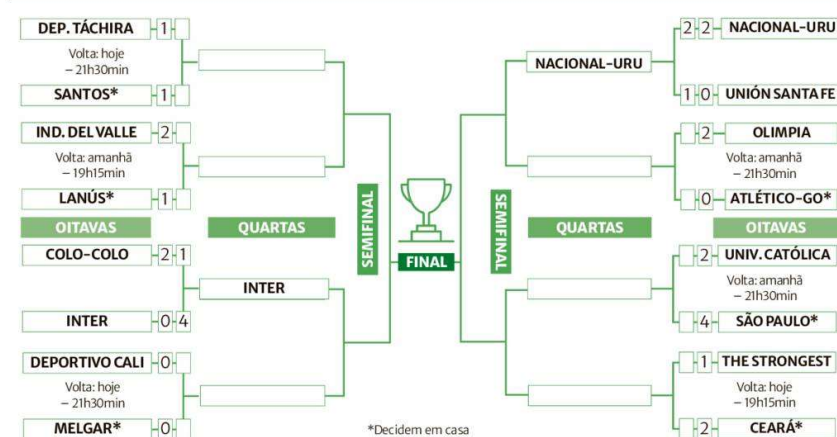 DEP. TÁCHIRA 1
Volta: hoje
– 21h30min
SANTOS* 1
IND. DEL VALLE 2
Volta: amanhã
– 19h15min
LANÚS* 1
OITAVAS
QUARTAS
COLO-COLO 2 1
INTER
INTER 0 4
DEPORTIVO CALI 0
Volta: hoje
– 21h30min
MELGAR* 0
SEMIFINAL
FINAL
SEMIFINAL
*Decidem em casa
NACIONAL-URU
2 2 NACIONAL-URU
1 0 UNIÓN SANTA FE
2 OLIMPIA
Volta: amanhã
– 21h30min
0 ATLÉTICO-GO*
QUARTAS
OITAVAS
2 UNIV. CATÓLICA
Volta: amanhã
– 21h30min
4 SÃO PAULO*
1 THE STRONGEST
Volta: hoje
– 19h15min
2 CEARÁ*